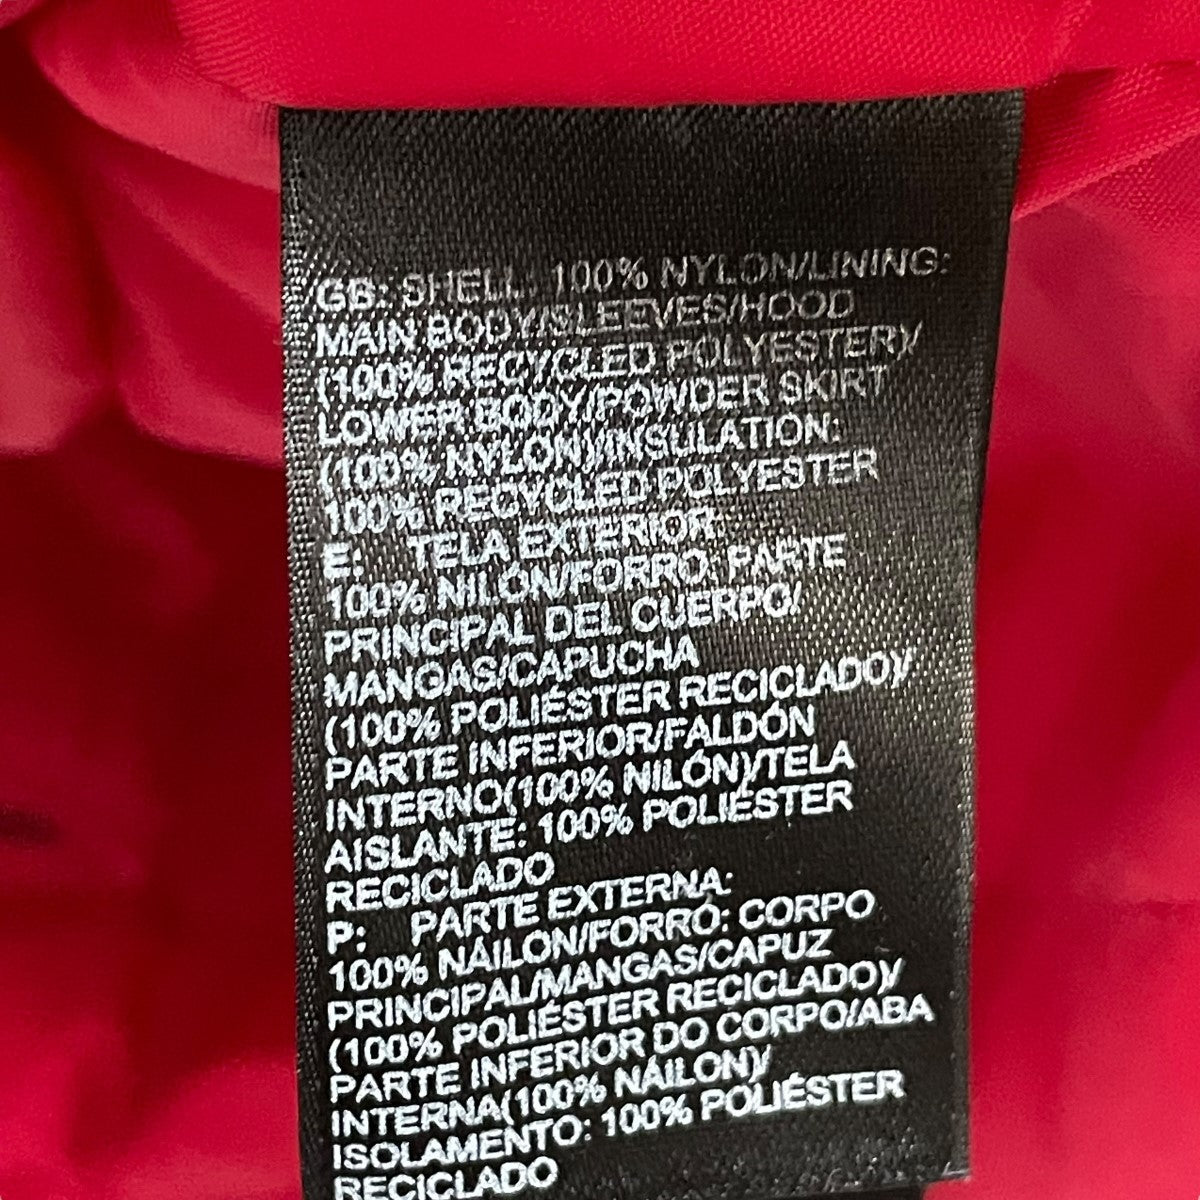 GB: SHELL: 100% NYLON/LINING:
MAIN BODY/SLEEVES/HOOD
(100% RECYCLED POLYESTER)/
LOWER BODY/POWDER SKIRT
(100% NYLON)/INSULATION:
100% RECYCLED POLYESTER
E: TELA EXTERIOR:
100% NILÓN/FORRO: PARTE
PRINCIPAL DEL CUERPO/
MANGAS/CAPUCHA
(100% POLIÉSTER RECICLADO)/
PARTE INFERIOR/FALDÓN
INTERNO(100% NILÓN)/TELA
AISLANTE: 100% POLIÉSTER
RECICLADO
P: PARTE EXTERNA:
100% NÁILON/FORRO: CORPO
PRINCIPAL/MANGAS/CAPUZ
(100% POLIÉSTER RECICLADO)/
PARTE INFERIOR DO CORPO/ABA
INTERNA(100% NÁILON)/
ISOLAMENTO: 100% POLIÉSTER
RECICLADO